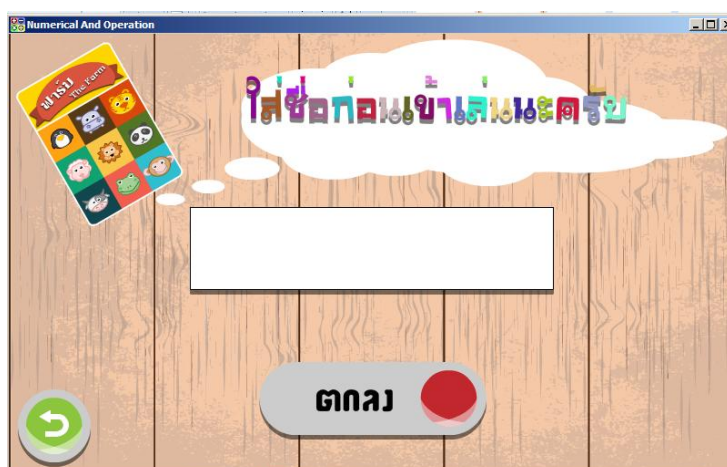 Numerical And Operation
ฟาร์ม
The Farm
ใส่ชื่อก่อนเข้าเล่นนะครับ
ตกลง